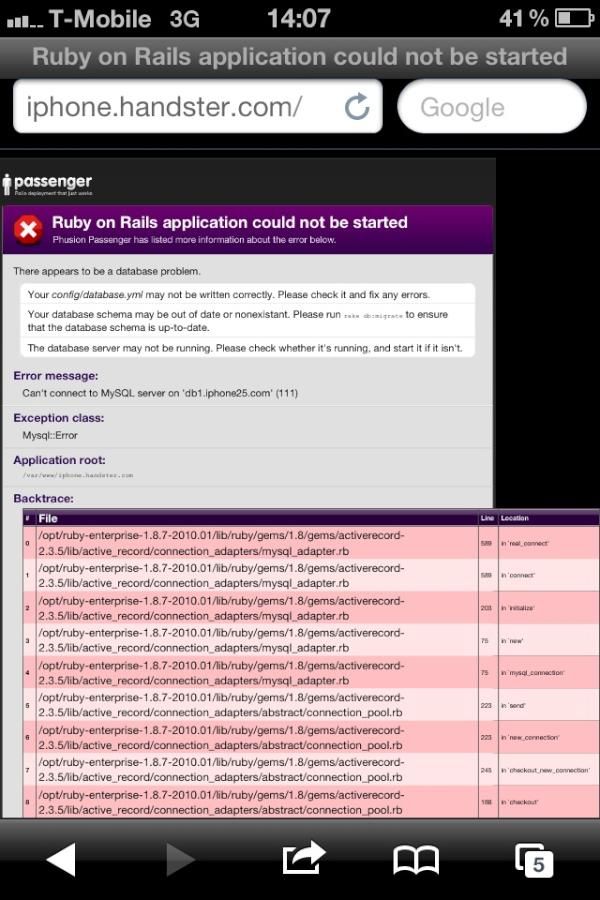 T-Mobile 3G 14:07 41 %
Ruby on Rails application could not be started
iphone.handster.com/ Google
passenger
Rails deployment that just works
Ruby on Rails application could not be started
Phusion Passenger has listed more information about the error below.
There appears to be a database problem.
Your config/database.yml may not be written correctly. Please check it and fix any errors.
Your database schema may be out of date or nonexistant. Please run rake db:migrate to ensure
that the database schema is up-to-date.
The database server may not be running. Please check whether it's running, and start it if it isn't.
Error message:
Can't connect to MySQL server on 'db1.iphone25.com' (111)
Exception class:
Mysql::Error
Application root:
/var/www/iphone.handster.com
Backtrace:
# File Line Location
0 /opt/ruby-enterprise-1.8.7-2010.01/lib/ruby/gems/1.8/gems/activerecord- 589 in `real_connect'
2.3.5/lib/active_record/connection_adapters/mysql_adapter.rb
1 /opt/ruby-enterprise-1.8.7-2010.01/lib/ruby/gems/1.8/gems/activerecord- 589 in `connect'
2.3.5/lib/active_record/connection_adapters/mysql_adapter.rb
2 /opt/ruby-enterprise-1.8.7-2010.01/lib/ruby/gems/1.8/gems/activerecord- 203 in `initialize'
2.3.5/lib/active_record/connection_adapters/mysql_adapter.rb
3 /opt/ruby-enterprise-1.8.7-2010.01/lib/ruby/gems/1.8/gems/activerecord- 75 in `new'
2.3.5/lib/active_record/connection_adapters/mysql_adapter.rb
4 /opt/ruby-enterprise-1.8.7-2010.01/lib/ruby/gems/1.8/gems/activerecord- 75 in `mysql_connection'
2.3.5/lib/active_record/connection_adapters/mysql_adapter.rb
5 /opt/ruby-enterprise-1.8.7-2010.01/lib/ruby/gems/1.8/gems/activerecord- 223 in `send'
2.3.5/lib/active_record/connection_adapters/abstract/connection_pool.rb
6 /opt/ruby-enterprise-1.8.7-2010.01/lib/ruby/gems/1.8/gems/activerecord- 223 in `new_connection'
2.3.5/lib/active_record/connection_adapters/abstract/connection_pool.rb
7 /opt/ruby-enterprise-1.8.7-2010.01/lib/ruby/gems/1.8/gems/activerecord- 245 in `checkout_new_connection'
2.3.5/lib/active_record/connection_adapters/abstract/connection_pool.rb
8 /opt/ruby-enterprise-1.8.7-2010.01/lib/ruby/gems/1.8/gems/activerecord- 188 in `checkout'
2.3.5/lib/active_record/connection_adapters/abstract/connection_pool.rb
5